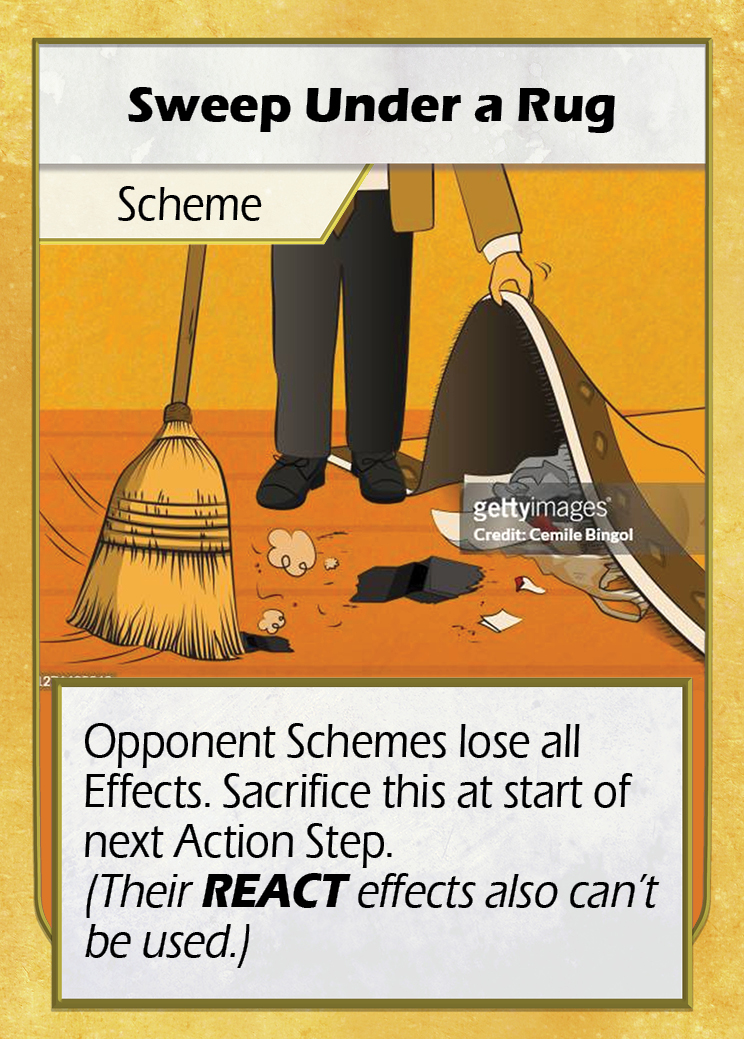 Sweep Under a Rug
Scheme
gettyimages®
Credit: Cemile Bingol
Opponent Schemes lose all
Effects. Sacrifice this at start of
next Action Step.
(Their REACT effects also can't
be used.)